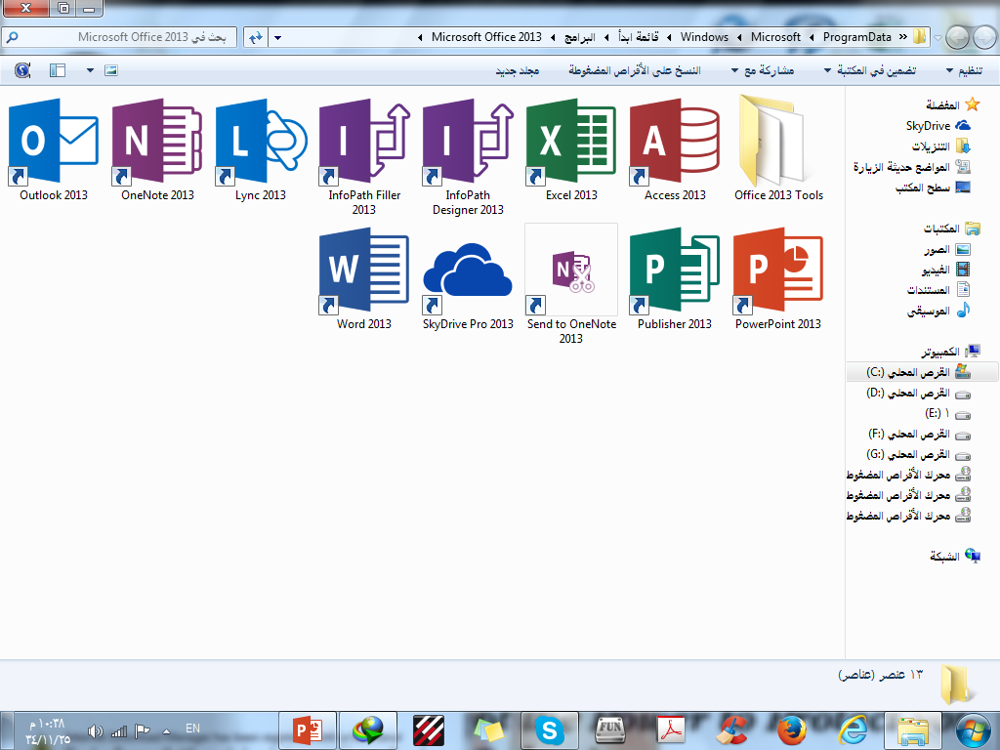 ProgramData
Microsoft
Windows
قائمة ابدأ
البرامج
Microsoft Office 2013
بحث في Microsoft Office 2013
تنظيم
تضمين في المكتبة
مشاركة مع
النسخ على الأقراص المضغوطة
مجلد جديد
المفضلة
SkyDrive
التنزيلات
المواضع حديثة الزيارة
سطح المكتب
المكتبات
الصور
الفيديو
المستندات
الموسيقى
الكمبيوتر
القرص المحلي (C:)
القرص المحلي (D:)
١ (E:)
القرص المحلي (F:)
القرص المحلي (G:)
محرك الأقراص المضغوط
محرك الأقراص المضغوط
محرك الأقراص المضغوط
الشبكة
Office 2013 Tools
Access 2013
Excel 2013
InfoPath
Designer 2013
InfoPath Filler
2013
Lync 2013
OneNote 2013
Outlook 2013
PowerPoint 2013
Publisher 2013
Send to OneNote
2013
SkyDrive Pro 2013
Word 2013
١٣ عنصر (عناصر)
FUN
EN
١٠:٣٨ م
٣٤/١١/٢٥